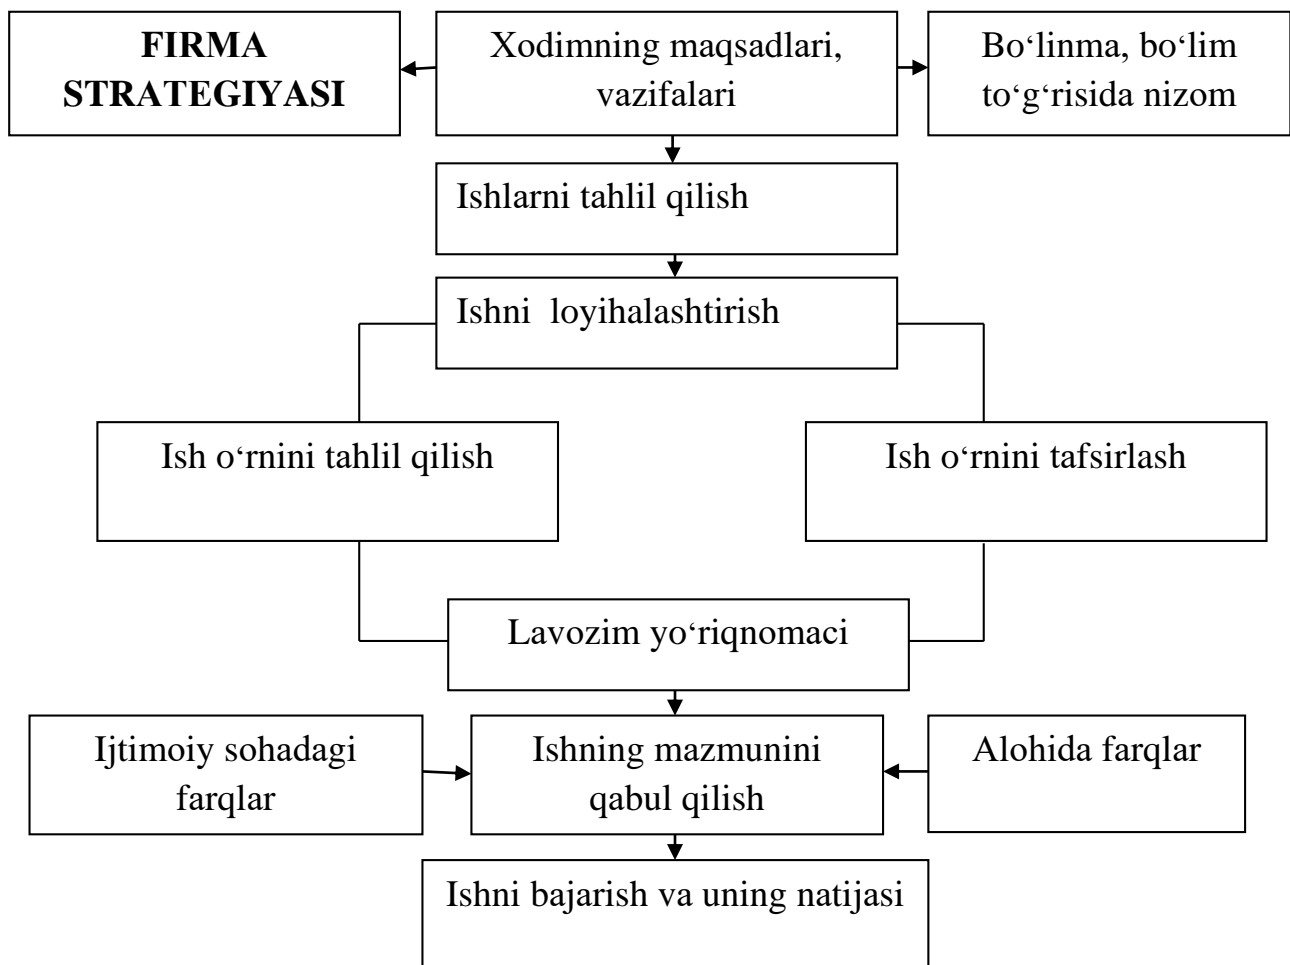 FIRMA
STRATEGIYASI
Xodimning maqsadlari,
vazifalari
Bo‘linma, bo‘lim
to‘g‘risida nizom
Ishlarni tahlil qilish
Ishni loyihalashtirish
Ish o‘rnini tahlil qilish
Ish o‘rnini tafsirlash
Lavozim yo‘riqnomaci
Ijtimoiy sohadagi
farqlar
Ishning mazmunini
qabul qilish
Alohida farqlar
Ishni bajarish va uning natijasi